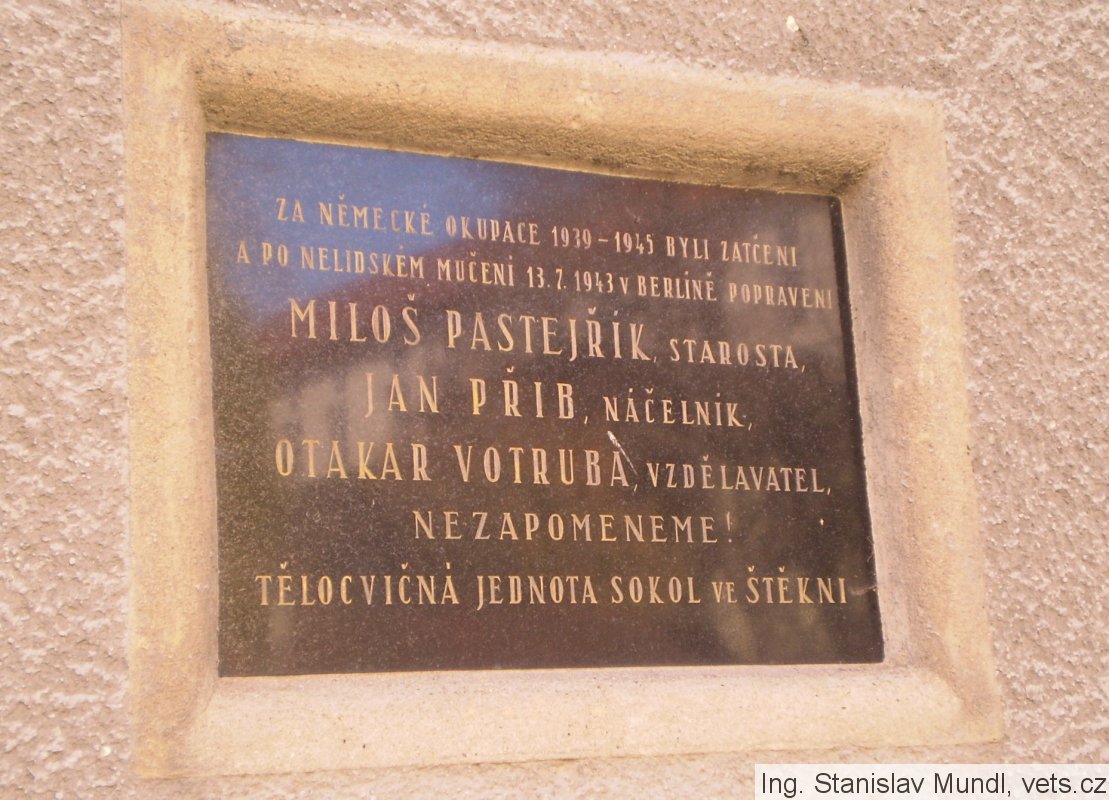 ZA NĚMECKÉ OKUPACE 1939-1945 BYLI ZATČENI
A PO NELIDSKÉM MUČENÍ 13.7.1943 V BERLÍNĚ POPRAVENI
MILOŠ PASTEJŘÍK, STAROSTA,
JAN PŘIB, NÁČELNÍK,
OTAKAR VOTRUBA, VZDĚLAVATEL,
NEZAPOMENEME!
TĚLOCVIČNÁ JEDNOTA SOKOL VE ŠTĚKNI
Ing. Stanislav Mundl, vets.cz